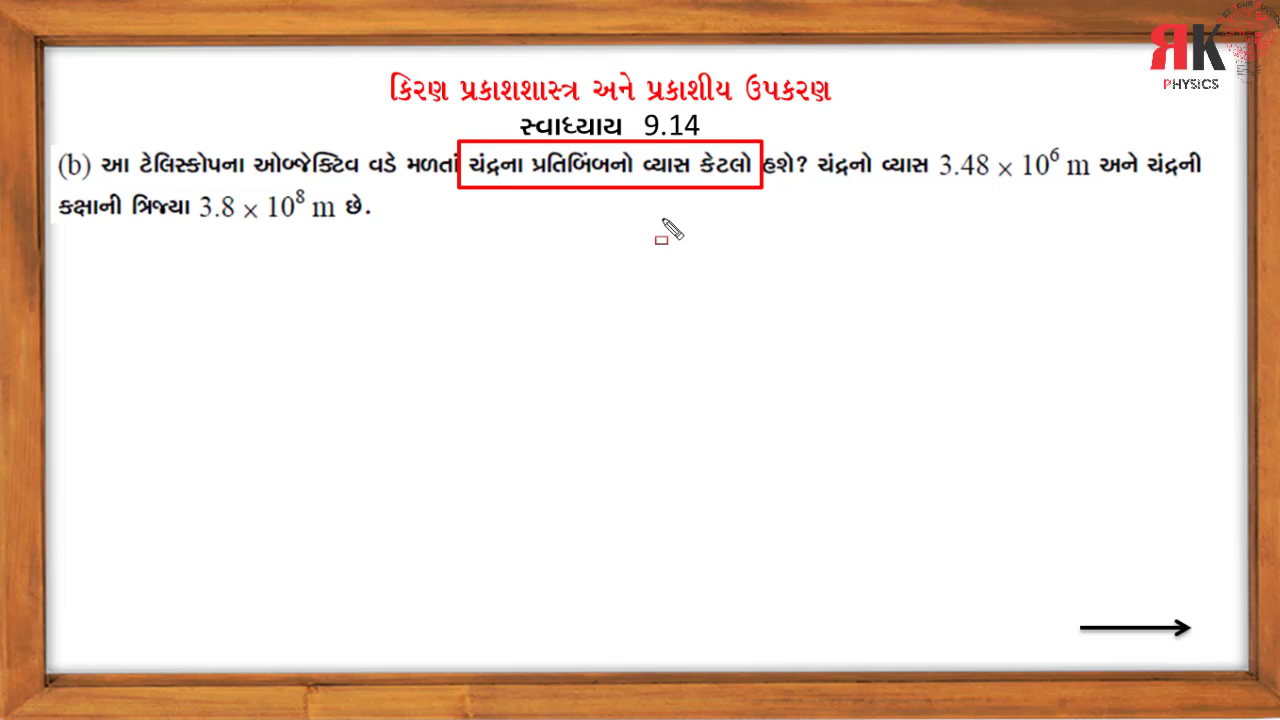 ЯK
PHYSICS
કિરણ પ્રકાશશાસ્ત્ર અને પ્રકાશીય ઉપકરણ
સ્વાધ્યાય 9.14
(b) આ ટેલિસ્કોપના ઓબ્જેક્ટિવ વડે મળતાં ચંદ્રના પ્રતિબિંબનો વ્યાસ કેટલો હશે? ચંદ્રનો વ્યાસ 3.48 × 10⁶ m અને ચંદ્રની
કક્ષાની ત્રિજ્યા 3.8 × 10⁸ m છે.